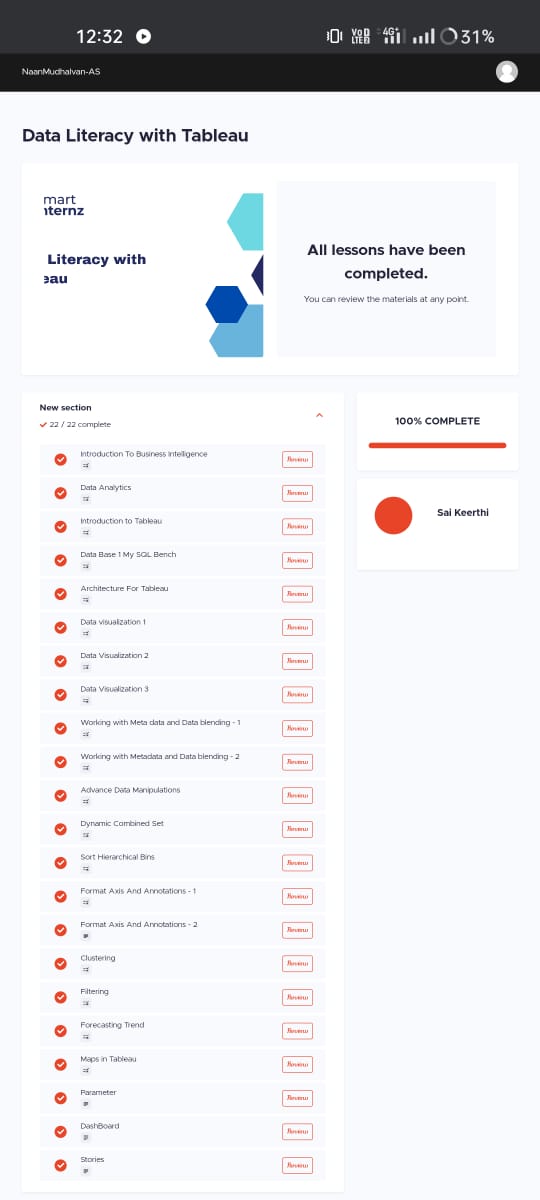 12:32
Vo D
LTE 2
4G+
31%
NaanMudhalvan-AS
Data Literacy with Tableau
mart
nternz
Literacy with
eau
All lessons have been
completed.
You can review the materials at any point.
New section
22 / 22 complete
100% COMPLETE
Sai Keerthi
Introduction To Business Intelligence
Review
Data Analytics
Review
Introduction to Tableau
Review
Data Base 1 My SQL Bench
Review
Architecture For Tableau
Review
Data visualization 1
Review
Data Visualization 2
Review
Data Visualization 3
Review
Working with Meta data and Data blending - 1
Review
Working with Metadata and Data blending - 2
Review
Advance Data Manipulations
Review
Dynamic Combined Set
Review
Sort Hierarchical Bins
Review
Format Axis And Annotations - 1
Review
Format Axis And Annotations - 2
Review
Clustering
Review
Filtering
Review
Forecasting Trend
Review
Maps in Tableau
Review
Parameter
Review
DashBoard
Review
Stories
Review